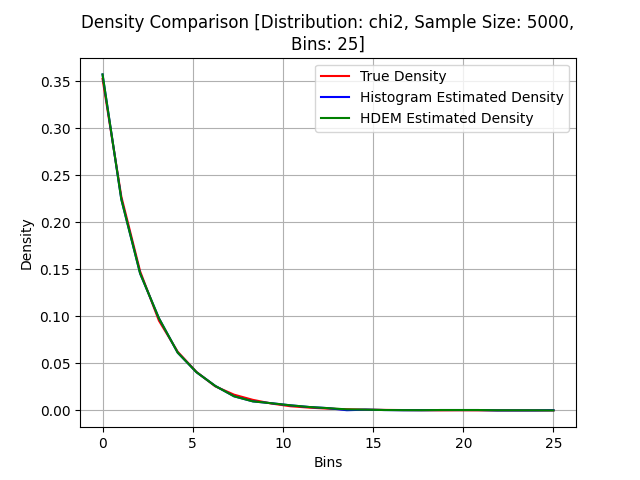 Density Comparison [Distribution: chi2, Sample Size: 5000,
Bins: 25]
True Density
Histogram Estimated Density
HDEM Estimated Density
Density
0.35
0.30
0.25
0.20
0.15
0.10
0.05
0.00
0 5 10 15 20 25
Bins